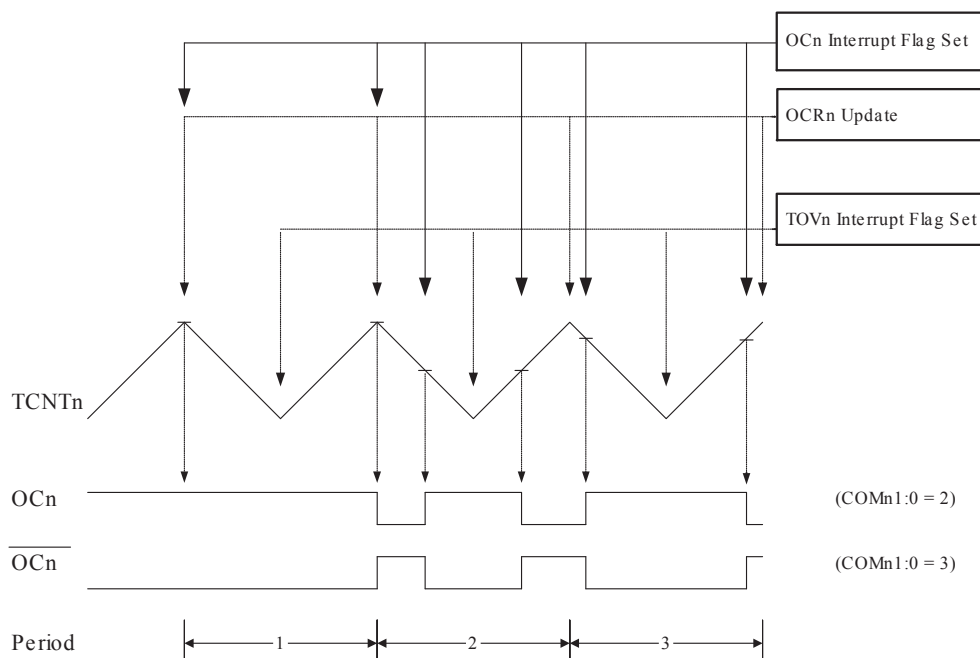 OCn Interrupt Flag Set
OCRn Update
TOVn Interrupt Flag Set
TCNTn
OCn (COMn1:0 = 2)
OCn (COMn1:0 = 3)
Period 1 2 3